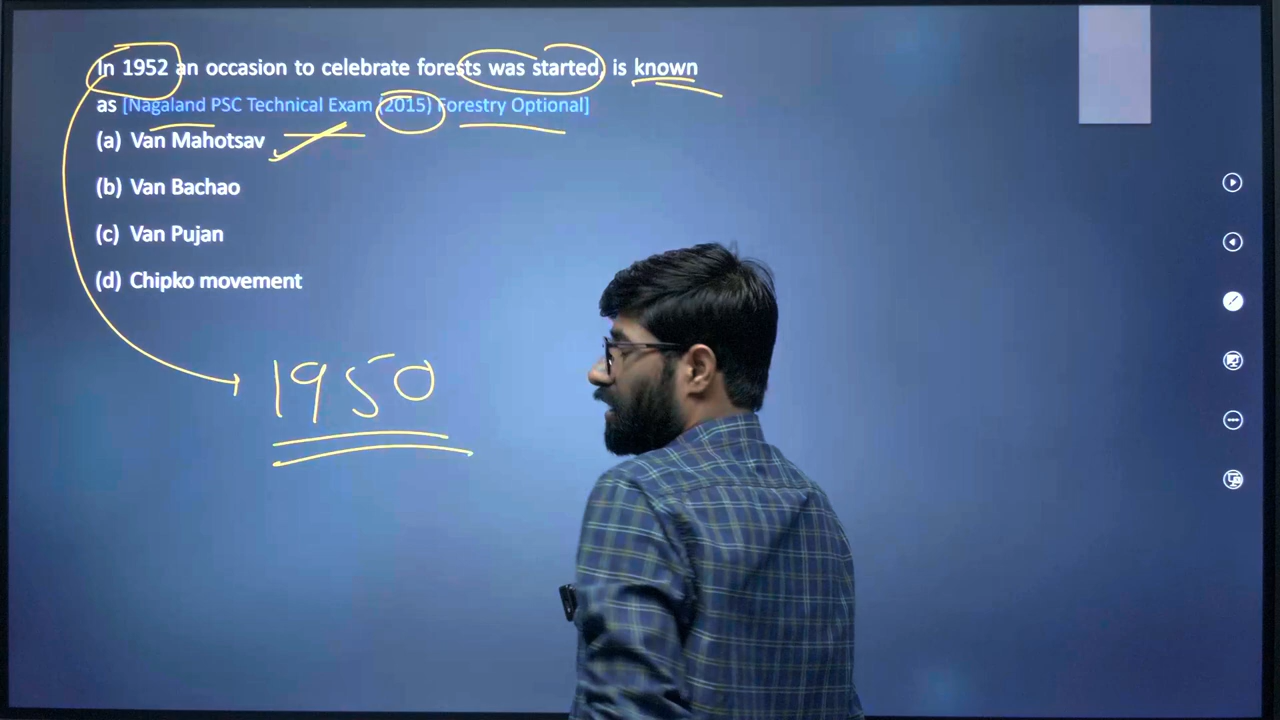 In 1952 an occasion to celebrate forests was started, is known
as [Nagaland PSC Technical Exam (2015) Forestry Optional]
(a) Van Mahotsav
(b) Van Bachao
(c) Van Pujan
(d) Chipko movement
1950